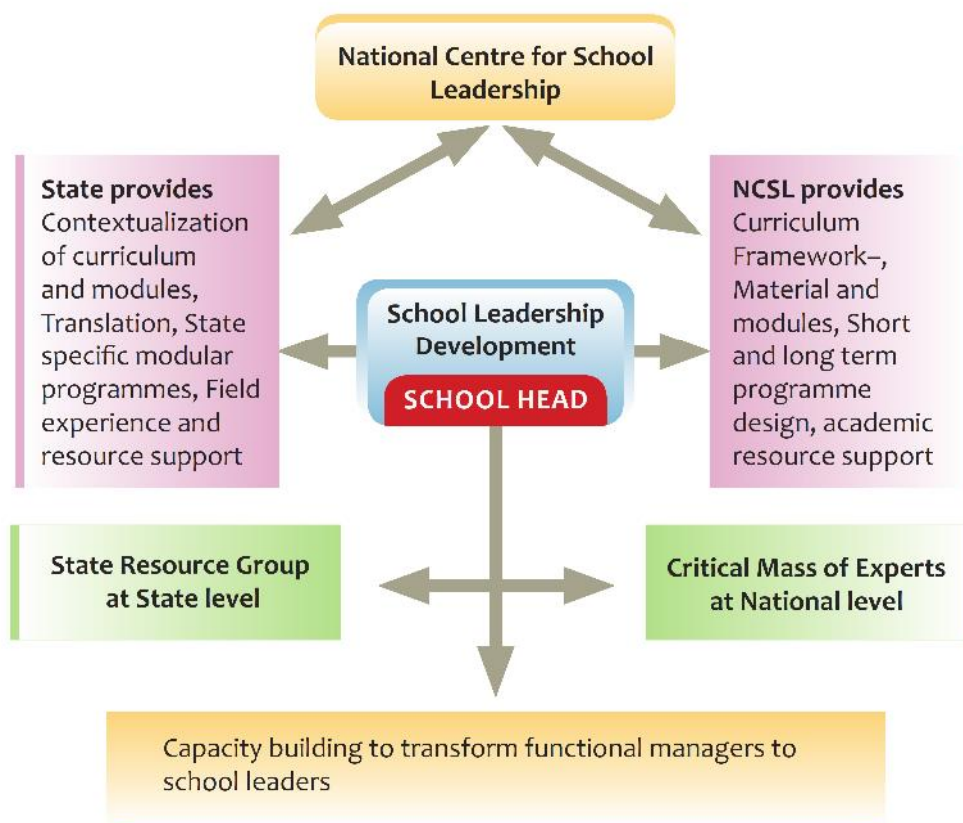 National Centre for School
Leadership
State provides
Contextualization
of curriculum
and modules,
Translation, State
specific modular
programmes, Field
experience and
resource support
School Leadership
Development
SCHOOL HEAD
NCSL provides
Curriculum
Framework–,
Material and
modules, Short
and long term
programme
design, academic
resource support
State Resource Group
at State level
Critical Mass of Experts
at National level
Capacity building to transform functional managers to
school leaders